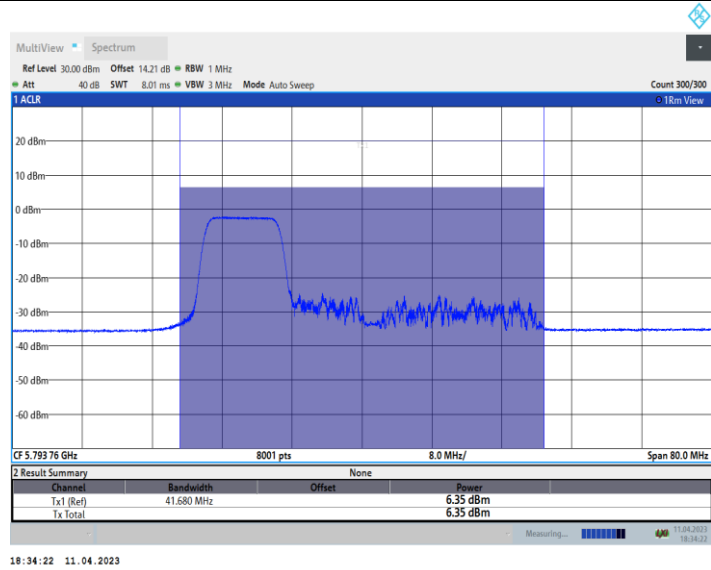 MultiView Spectrum
Ref Level 30.00 dBm Offset 14.21 dB RBW 1 MHz
Att 40 dB SWT 8.01 ms VBW 3 MHz Mode Auto Sweep Count 300/300
1 ACLR 1Rm View
20 dBm
10 dBm
0 dBm
-10 dBm
-20 dBm
-30 dBm
-40 dBm
-50 dBm
-60 dBm
CF 5.793 76 GHz 8001 pts 8.0 MHz/ Span 80.0 MHz
2 Result Summary None
Channel Bandwidth Offset Power
Tx1 (Ref) 41.680 MHz 6.35 dBm
Tx Total 6.35 dBm
Measuring... 11.04.2023
18:34:22
18:34:22 11.04.2023